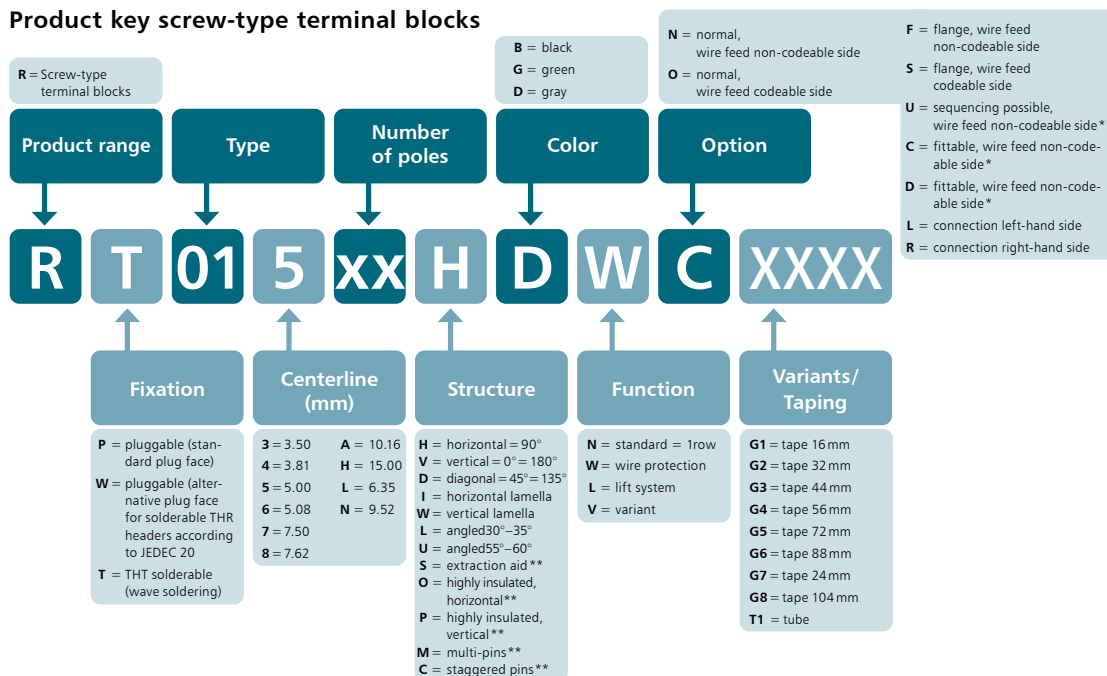 Product key screw-type terminal blocks
R = Screw-type
terminal blocks
B = black
G = green
D = gray
N = normal,
wire feed non-codeable side
O = normal,
wire feed codeable side
F = flange, wire feed
non-codeable side
S = flange, wire feed
codeable side
U = sequencing possible,
wire feed non-codeable side*
C = fittable, wire feed non-code-
able side*
D = fittable, wire feed non-code-
able side*
L = connection left-hand side
R = connection right-hand side
Product range
Type
Number
of poles
Color
Option
R T 01 5 xx H D W C XXXX
Fixation
Centerline
(mm)
Structure
Function
Variants/
Taping
P = pluggable (stan-
dard plug face)
W = pluggable (alter-
native plug face
for solderable THR
headers according
to JEDEC 20
T = THT solderable
(wave soldering)
3 = 3.50
4 = 3.81
5 = 5.00
6 = 5.08
7 = 7.50
8 = 7.62
A = 10.16
H = 15.00
L = 6.35
N = 9.52
H = horizontal = 90°
V = vertical = 0° = 180°
D = diagonal = 45° = 135°
I = horizontal lamella
W = vertical lamella
L = angled30°–35°
U = angled55°–60°
S = extraction aid**
O = highly insulated,
horizontal**
P = highly insulated,
vertical**
M = multi-pins**
C = staggered pins**
N = standard = 1row
W = wire protection
L = lift system
V = variant
G1 = tape 16 mm
G2 = tape 32 mm
G3 = tape 44 mm
G4 = tape 56 mm
G5 = tape 72 mm
G6 = tape 88 mm
G7 = tape 24 mm
G8 = tape 104 mm
T1 = tube